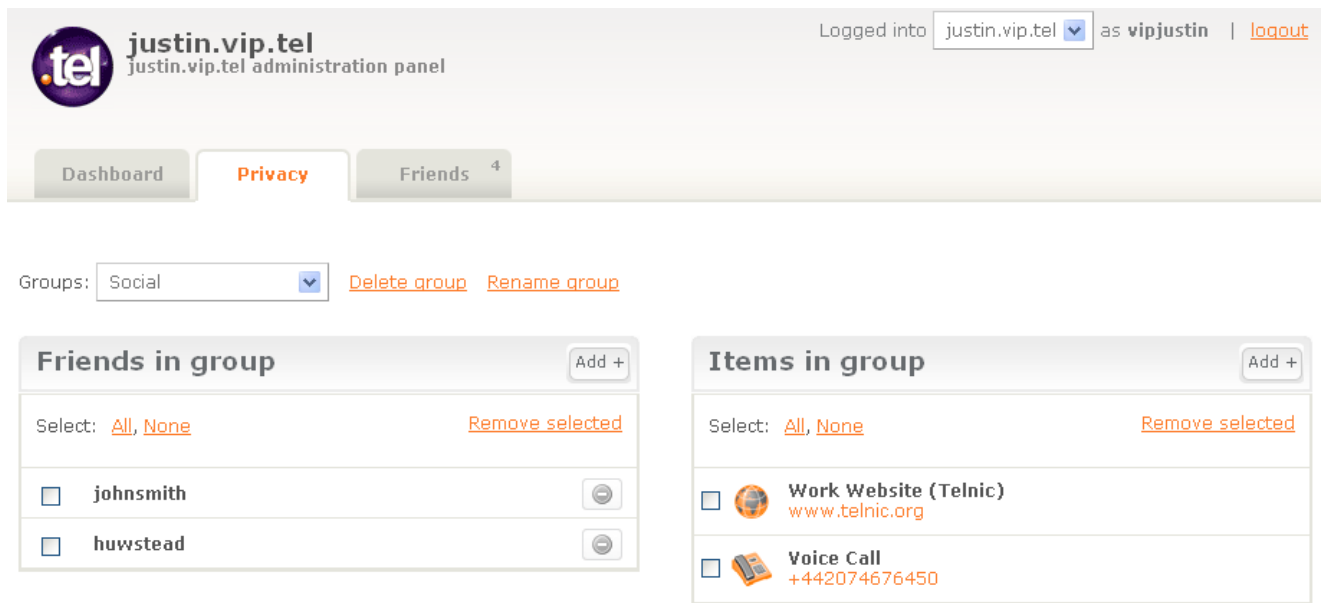 .tel
justin.vip.tel
justin.vip.tel administration panel
Logged into justin.vip.tel as vipjustin | logout
Dashboard Privacy Friends 4
Groups: Social Delete group Rename group
Friends in group Add +
Select: All, None Remove selected
johnsmith
huwstead
Items in group Add +
Select: All, None Remove selected
Work Website (Telnic)
www.telnic.org
Voice Call
+442074676450